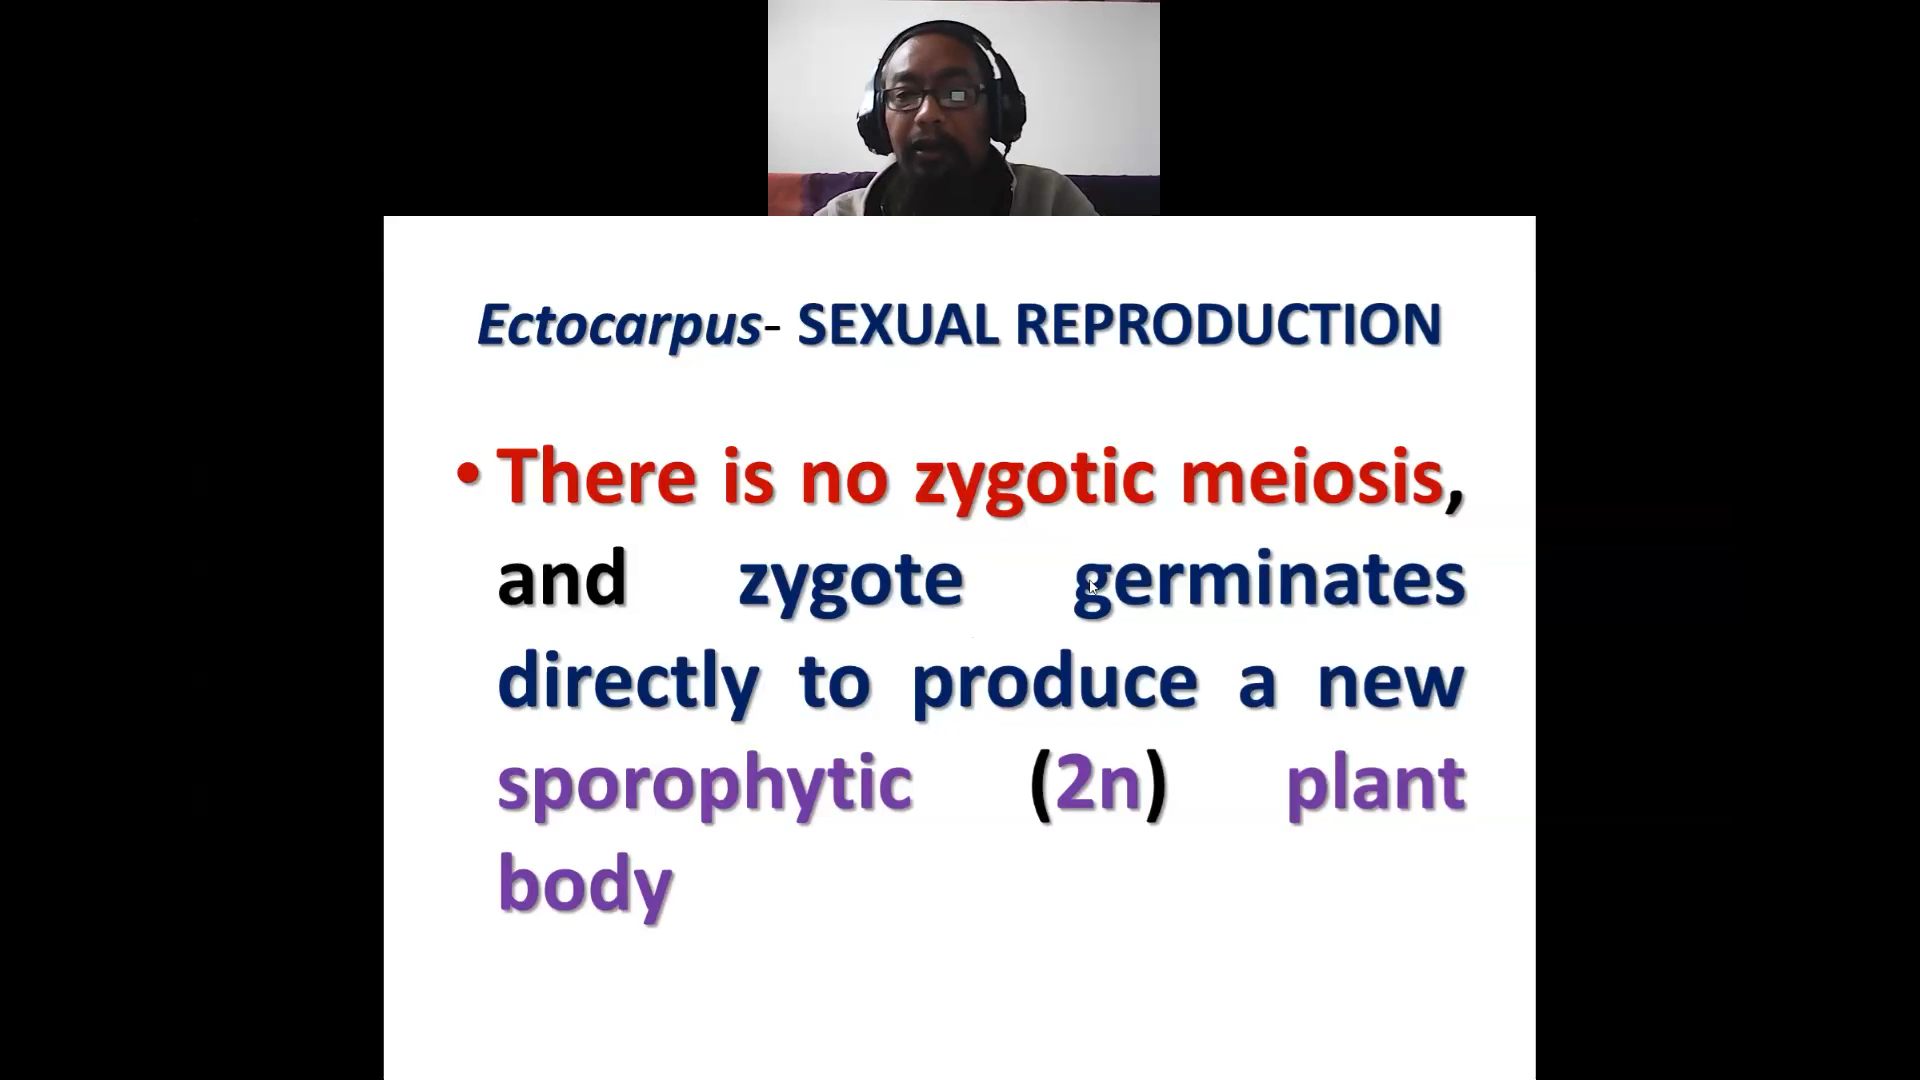 Ectocarpus- SEXUAL REPRODUCTION
• There is no zygotic meiosis,
and zygote germinates
directly to produce a new
sporophytic (2n) plant
body